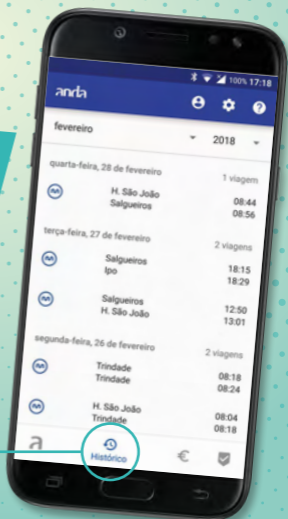 100% 17:18
anda
fevereiro 2018
quarta-feira, 28 de fevereiro 1 viagem
H. São João 08:44
Salgueiros 08:56
terça-feira, 27 de fevereiro 2 viagens
Salgueiros 18:15
Ipo 18:29
Salgueiros 12:50
H. São João 13:01
segunda-feira, 26 de fevereiro 2 viagens
Trindade 08:18
Trindade 08:24
H. São João 08:04
Trindade 08:18
a Histórico €